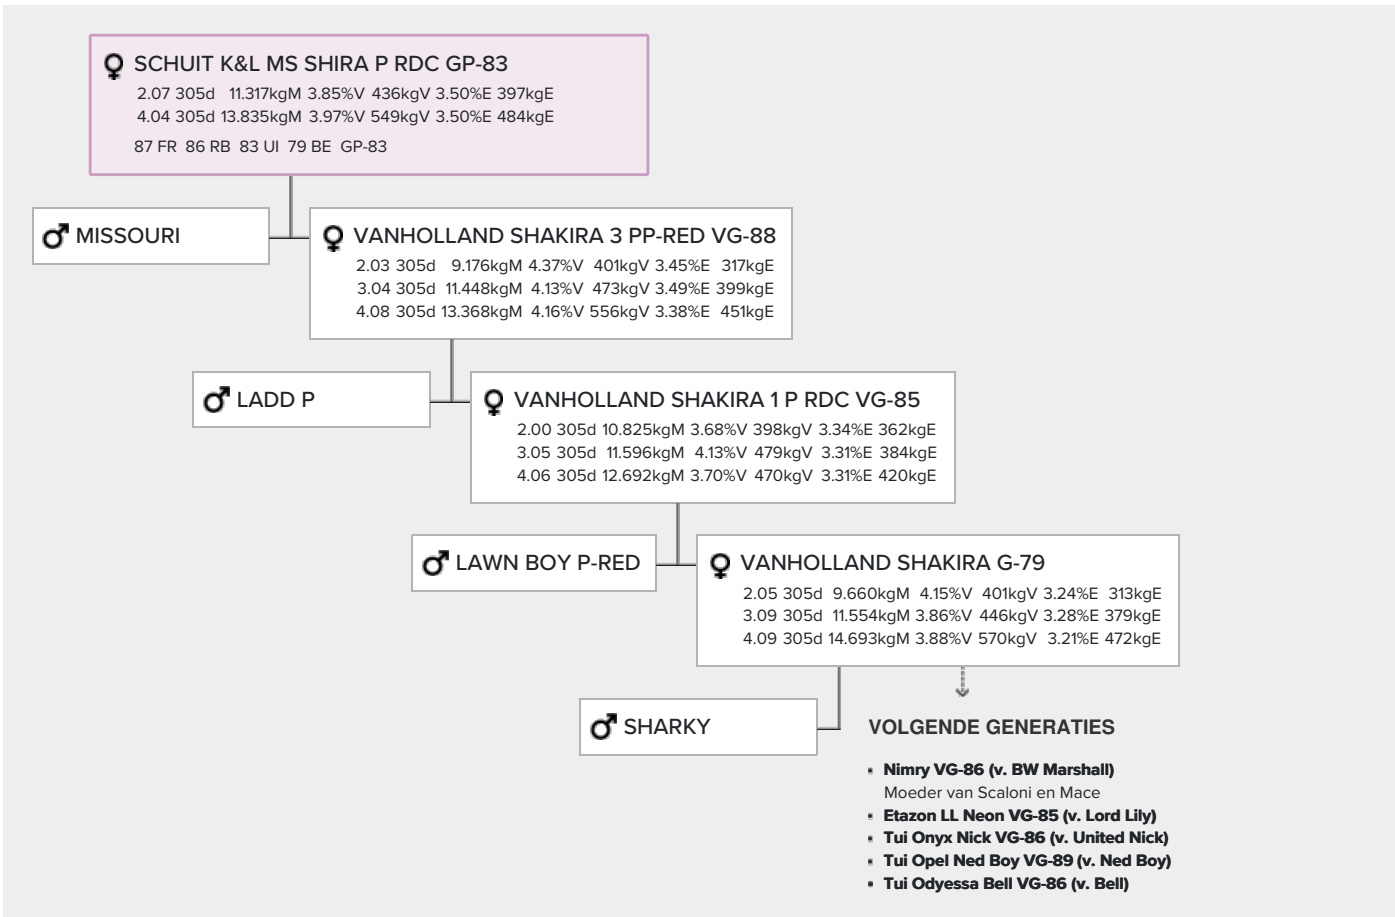 SCHUIT K&L MS SHIRA P RDC GP-83
2.07 305d 11.317kgM 3.85%V 436kgV 3.50%E 397kgE
4.04 305d 13.835kgM 3.97%V 549kgV 3.50%E 484kgE
87 FR 86 RB 83 UI 79 BE GP-83
MISSOURI
VANHOLLAND SHAKIRA 3 PP-RED VG-88
2.03 305d 9.176kgM 4.37%V 401kgV 3.45%E 317kgE
3.04 305d 11.448kgM 4.13%V 473kgV 3.49%E 399kgE
4.08 305d 13.368kgM 4.16%V 556kgV 3.38%E 451kgE
LADD P
VANHOLLAND SHAKIRA 1 P RDC VG-85
2.00 305d 10.825kgM 3.68%V 398kgV 3.34%E 362kgE
3.05 305d 11.596kgM 4.13%V 479kgV 3.31%E 384kgE
4.06 305d 12.692kgM 3.70%V 470kgV 3.31%E 420kgE
LAWN BOY P-RED
VANHOLLAND SHAKIRA G-79
2.05 305d 9.660kgM 4.15%V 401kgV 3.24%E 313kgE
3.09 305d 11.554kgM 3.86%V 446kgV 3.28%E 379kgE
4.09 305d 14.693kgM 3.88%V 570kgV 3.21%E 472kgE
SHARKY
VOLGENDE GENERATIES
▪ Nimry VG-86 (v. BW Marshall)
Moeder van Scaloni en Mace
▪ Etazon LL Neon VG-85 (v. Lord Lily)
▪ Tui Onyx Nick VG-86 (v. United Nick)
▪ Tui Opel Ned Boy VG-89 (v. Ned Boy)
▪ Tui Odyessa Bell VG-86 (v. Bell)